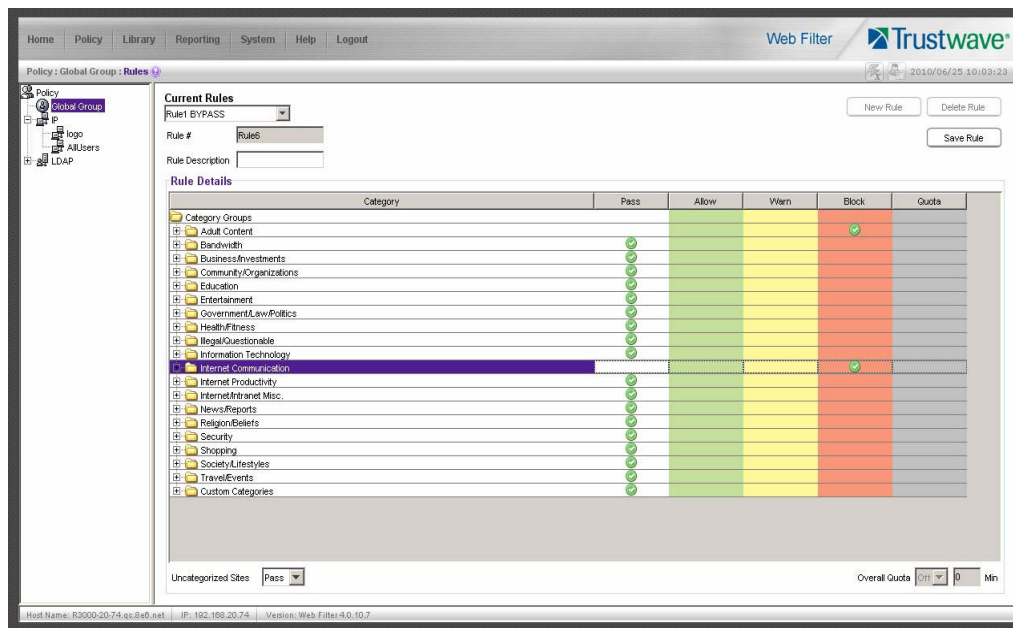 Home Policy Library Reporting System Help Logout
Web Filter
Trustwave®
Policy : Global Group : Rules
2010/06/25 10:03:23
Policy
Global Group
IP
logo
AllUsers
LDAP
Current Rules
Rule1 BYPASS
New Rule
Delete Rule
Rule # Rule6
Save Rule
Rule Description
Rule Details
Category Pass Allow Warn Block Quota
Category Groups
Adult Content
Bandwidth
Business/Investments
Community/Organizations
Education
Entertainment
Government/Law/Politics
Health/Fitness
Illegal/Questionable
Information Technology
Internet Communication
Internet Productivity
Internet/Intranet Misc.
News/Reports
Religion/Beliefs
Security
Shopping
Society/Lifestyles
Travel/Events
Custom Categories
Uncategorized Sites Pass
Overall Quota Off 0 Min
Host Name: R3000-20-74.qc.8e6.net IP: 192.168.20.74 Version: Web Filter 4.0.10.7